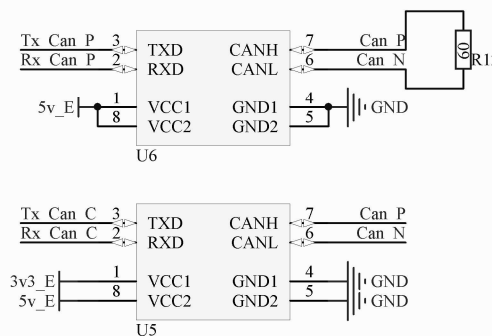 Tx_Can_P 3 TXD CANH 7 Can_P
Rx_Can_P 2 RXD CANL 6 Can_N
60
5v_E 1 VCC1 GND1 4 GND
8 VCC2 GND2 5
U6
Tx_Can_C 3 TXD CANH 7 Can_P
Rx_Can_C 2 RXD CANL 6 Can_N
3v3_E 1 VCC1 GND1 4 GND
5v_E 8 VCC2 GND2 5 GND
U5